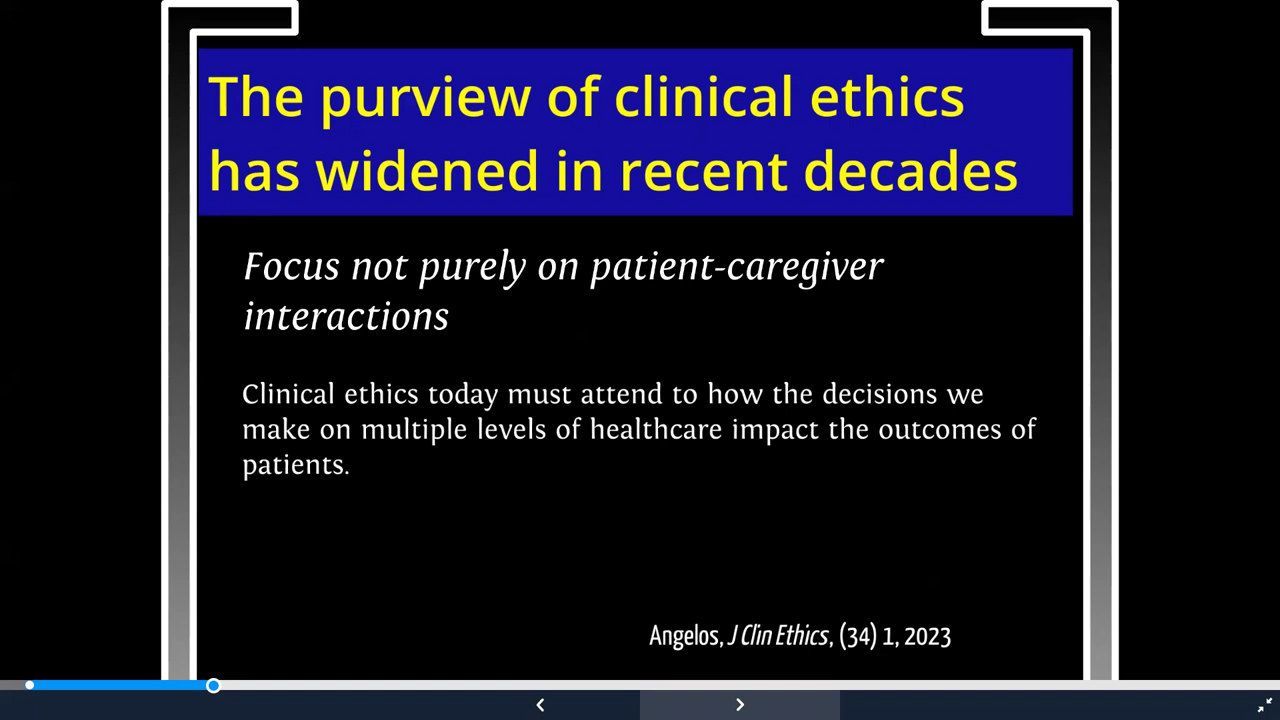 The purview of clinical ethics
has widened in recent decades
Focus not purely on patient-caregiver
interactions
Clinical ethics today must attend to how the decisions we
make on multiple levels of healthcare impact the outcomes of
patients.
Angelos, J Clin Ethics, (34) 1, 2023